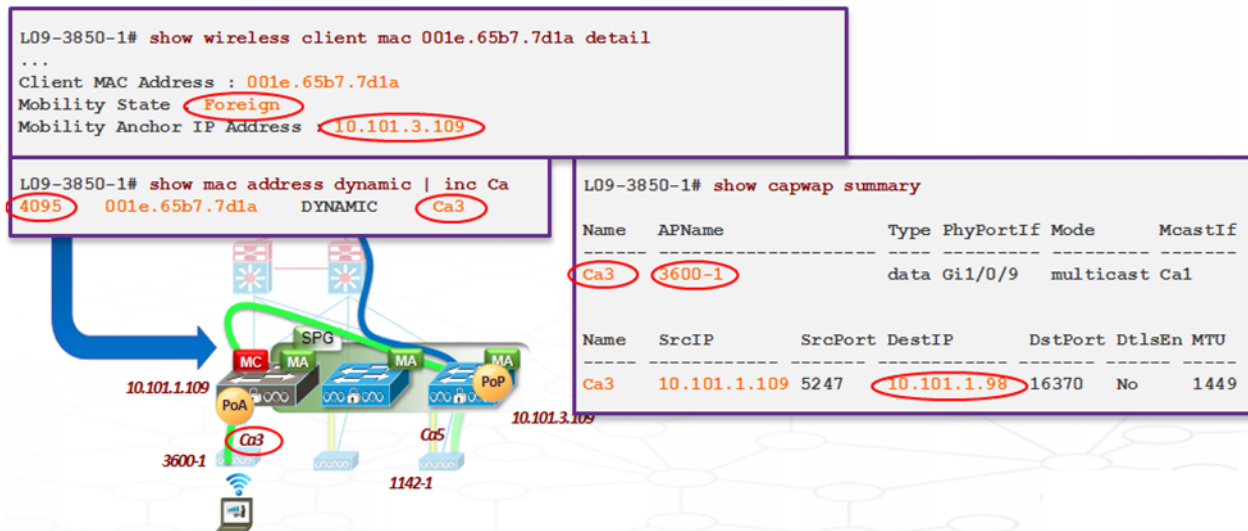 L09-3850-1# show wireless client mac 001e.65b7.7d1a detail
...
Client MAC Address : 001e.65b7.7d1a
Mobility State : Foreign
Mobility Anchor IP Address : 10.101.3.109
L09-3850-1# show mac address dynamic | inc Ca
4095 001e.65b7.7d1a DYNAMIC Ca3
L09-3850-1# show capwap summary
Name APName Type PhyPortIf Mode McastIf
------ -------------------------------- ---- --------- --------- -------
Ca3 3600-1 data Gi1/0/9 multicast Ca1
Name SrcIP SrcPort DestIP DstPort DtlsEn MTU
------ --------------- ------- --------------- ------- ------ -----
Ca3 10.101.1.109 5247 10.101.1.98 16370 No 1449
SPG
MC MA MA MA
10.101.1.109
PoA
PoP
10.101.3.109
Ca3
Ca5
3600-1
1142-1